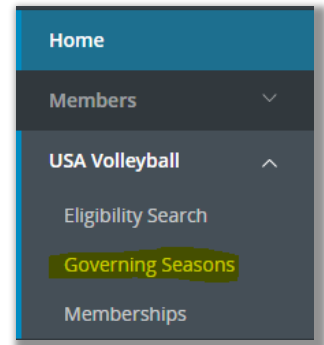 Home
Members
USA Volleyball
Eligibility Search
Governing Seasons
Memberships